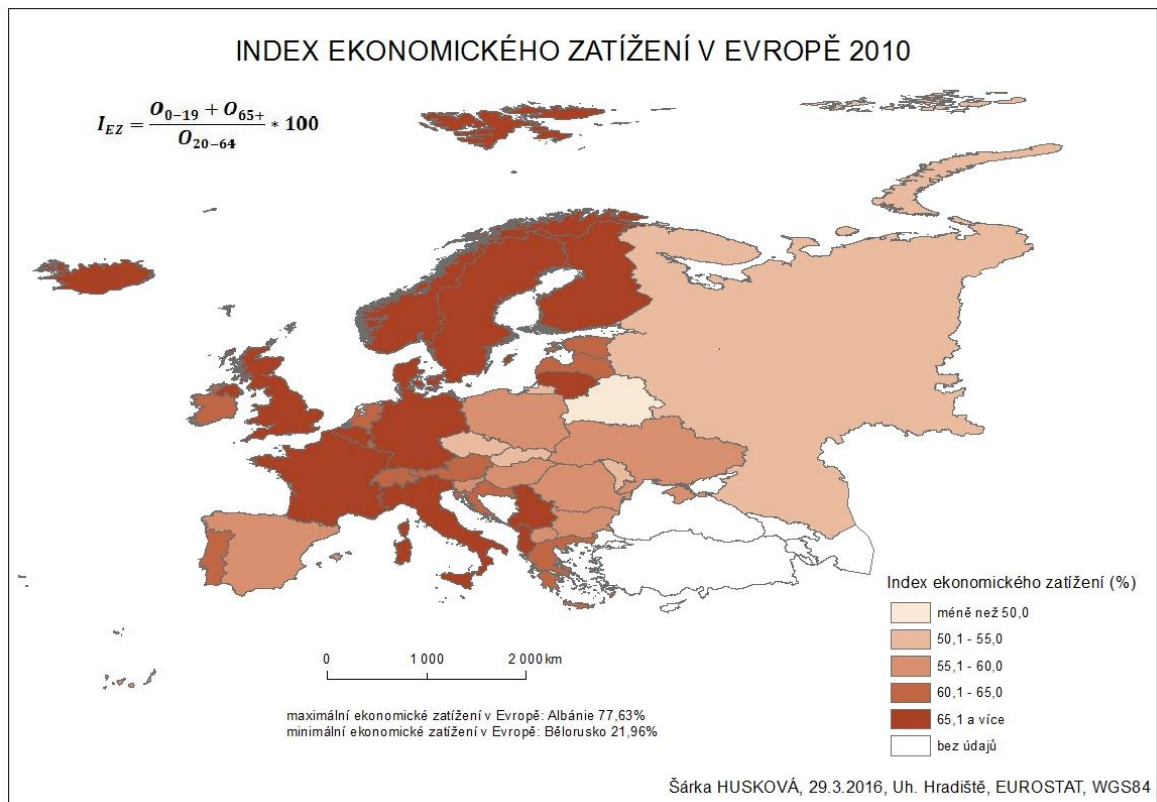 INDEX EKONOMICKÉHO ZATÍŽENÍ V EVROPĚ 2010
I_EZ = (O_0−19 + O_65+) / O_20−64 * 100
0 1 000 2 000 km
maximální ekonomické zatížení v Evropě: Albánie 77,63%
minimální ekonomické zatížení v Evropě: Bělorusko 21,96%
Index ekonomického zatížení (%)
méně než 50,0
50,1 - 55,0
55,1 - 60,0
60,1 - 65,0
65,1 a více
bez údajů
Šárka HUSKOVÁ, 29.3.2016, Uh. Hradiště, EUROSTAT, WGS84